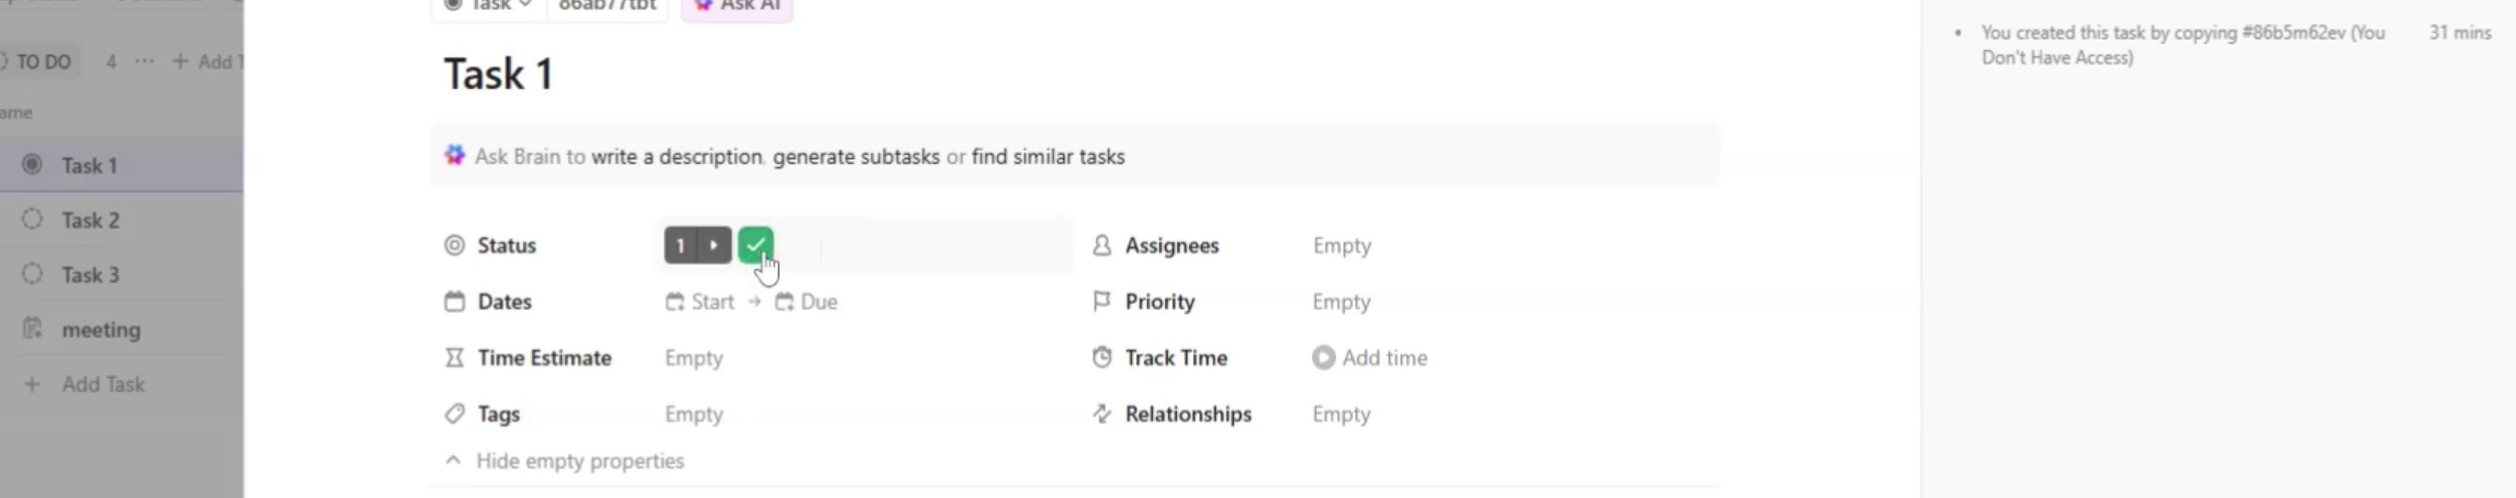 Task 86ab77tbt Ask AI
TO DO 4 ... + Add T
Task 1
ame
Task 1
Task 2
Task 3
meeting
+ Add Task
Ask Brain to write a description, generate subtasks or find similar tasks
Status 1
Assignees Empty
Dates Start → Due
Priority Empty
Time Estimate Empty
Track Time Add time
Tags Empty
Relationships Empty
Hide empty properties
You created this task by copying #86b5m62ev (You 31 mins
Don't Have Access)